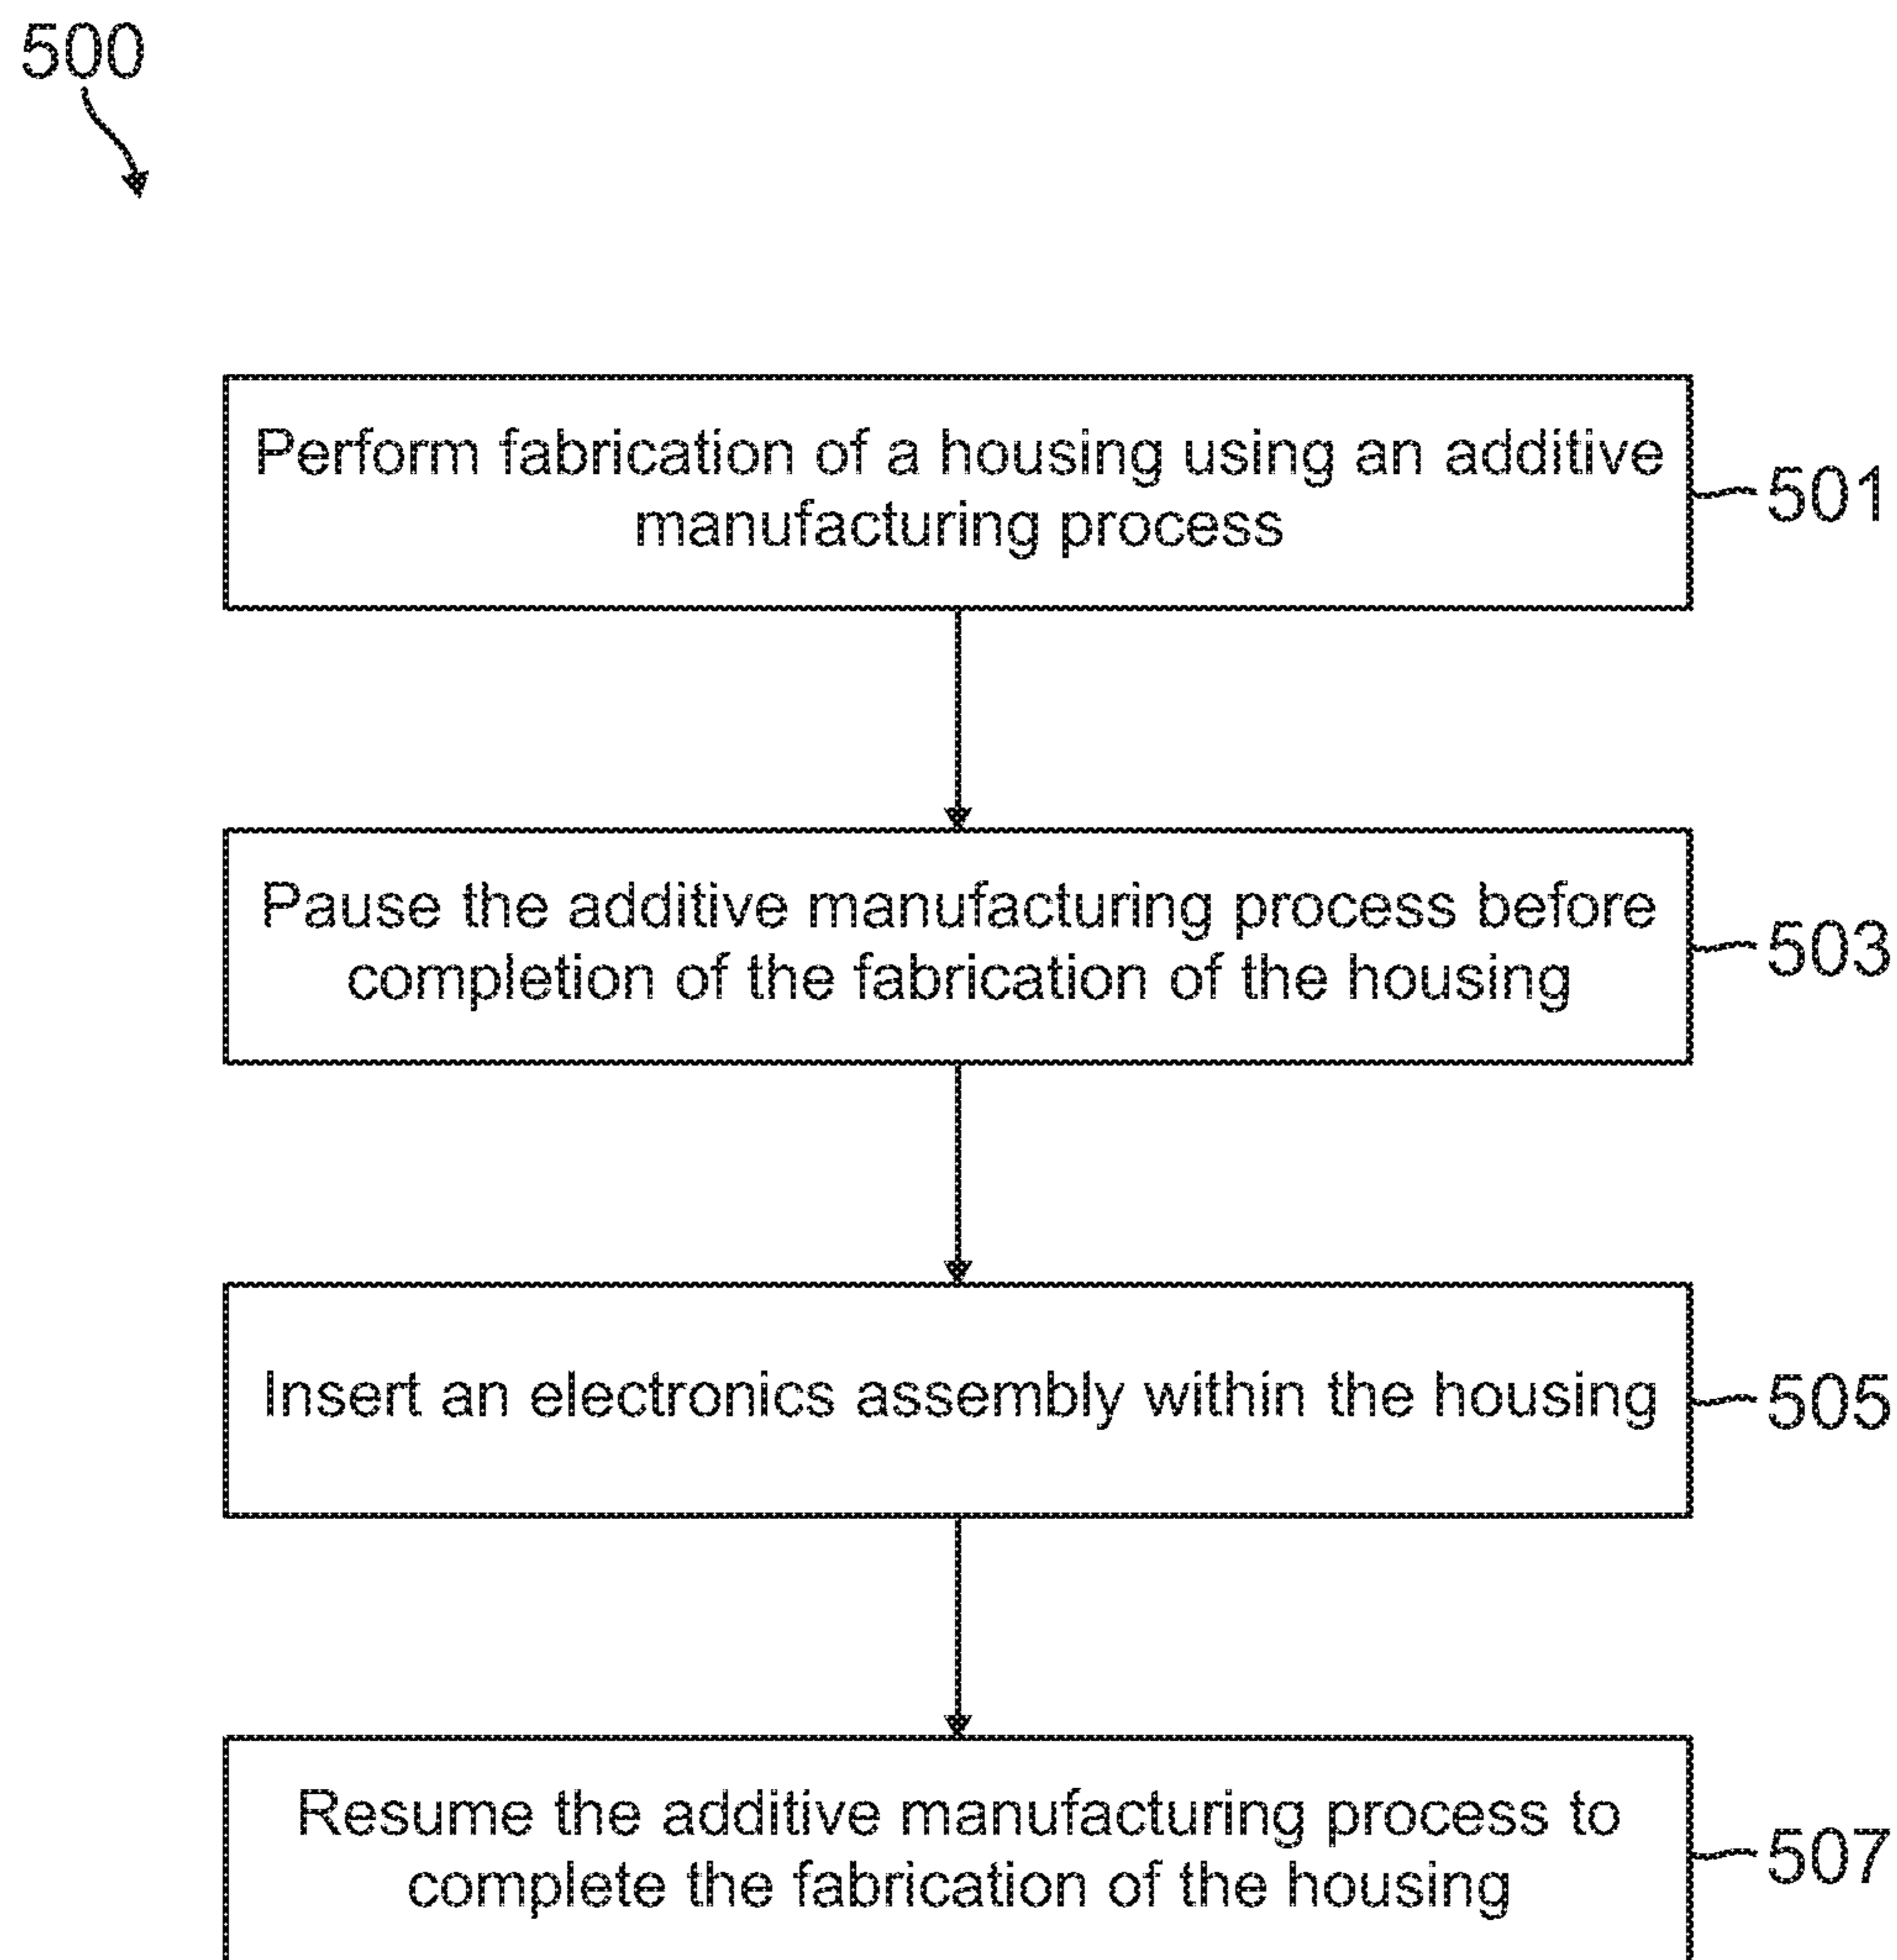 500
Perform fabrication of a housing using an additive
manufacturing process
501
Pause the additive manufacturing process before
completion of the fabrication of the housing
503
Insert an electronics assembly within the housing
505
Resume the additive manufacturing process to
complete the fabrication of the housing
507